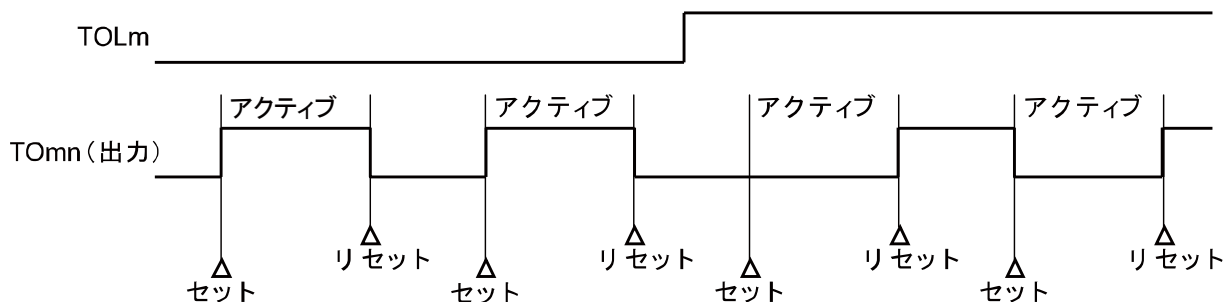 TOLm
アクティブ アクティブ アクティブ アクティブ
TOmn（出力）
リセット リセット リセット リセット
セット セット セット セット